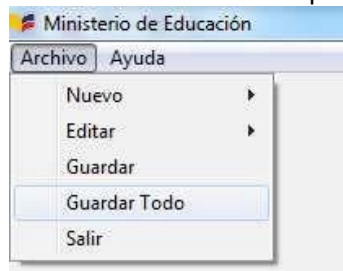 Ministerio de Educación
Archivo Ayuda
Nuevo
Editar
Guardar
Guardar Todo
Salir